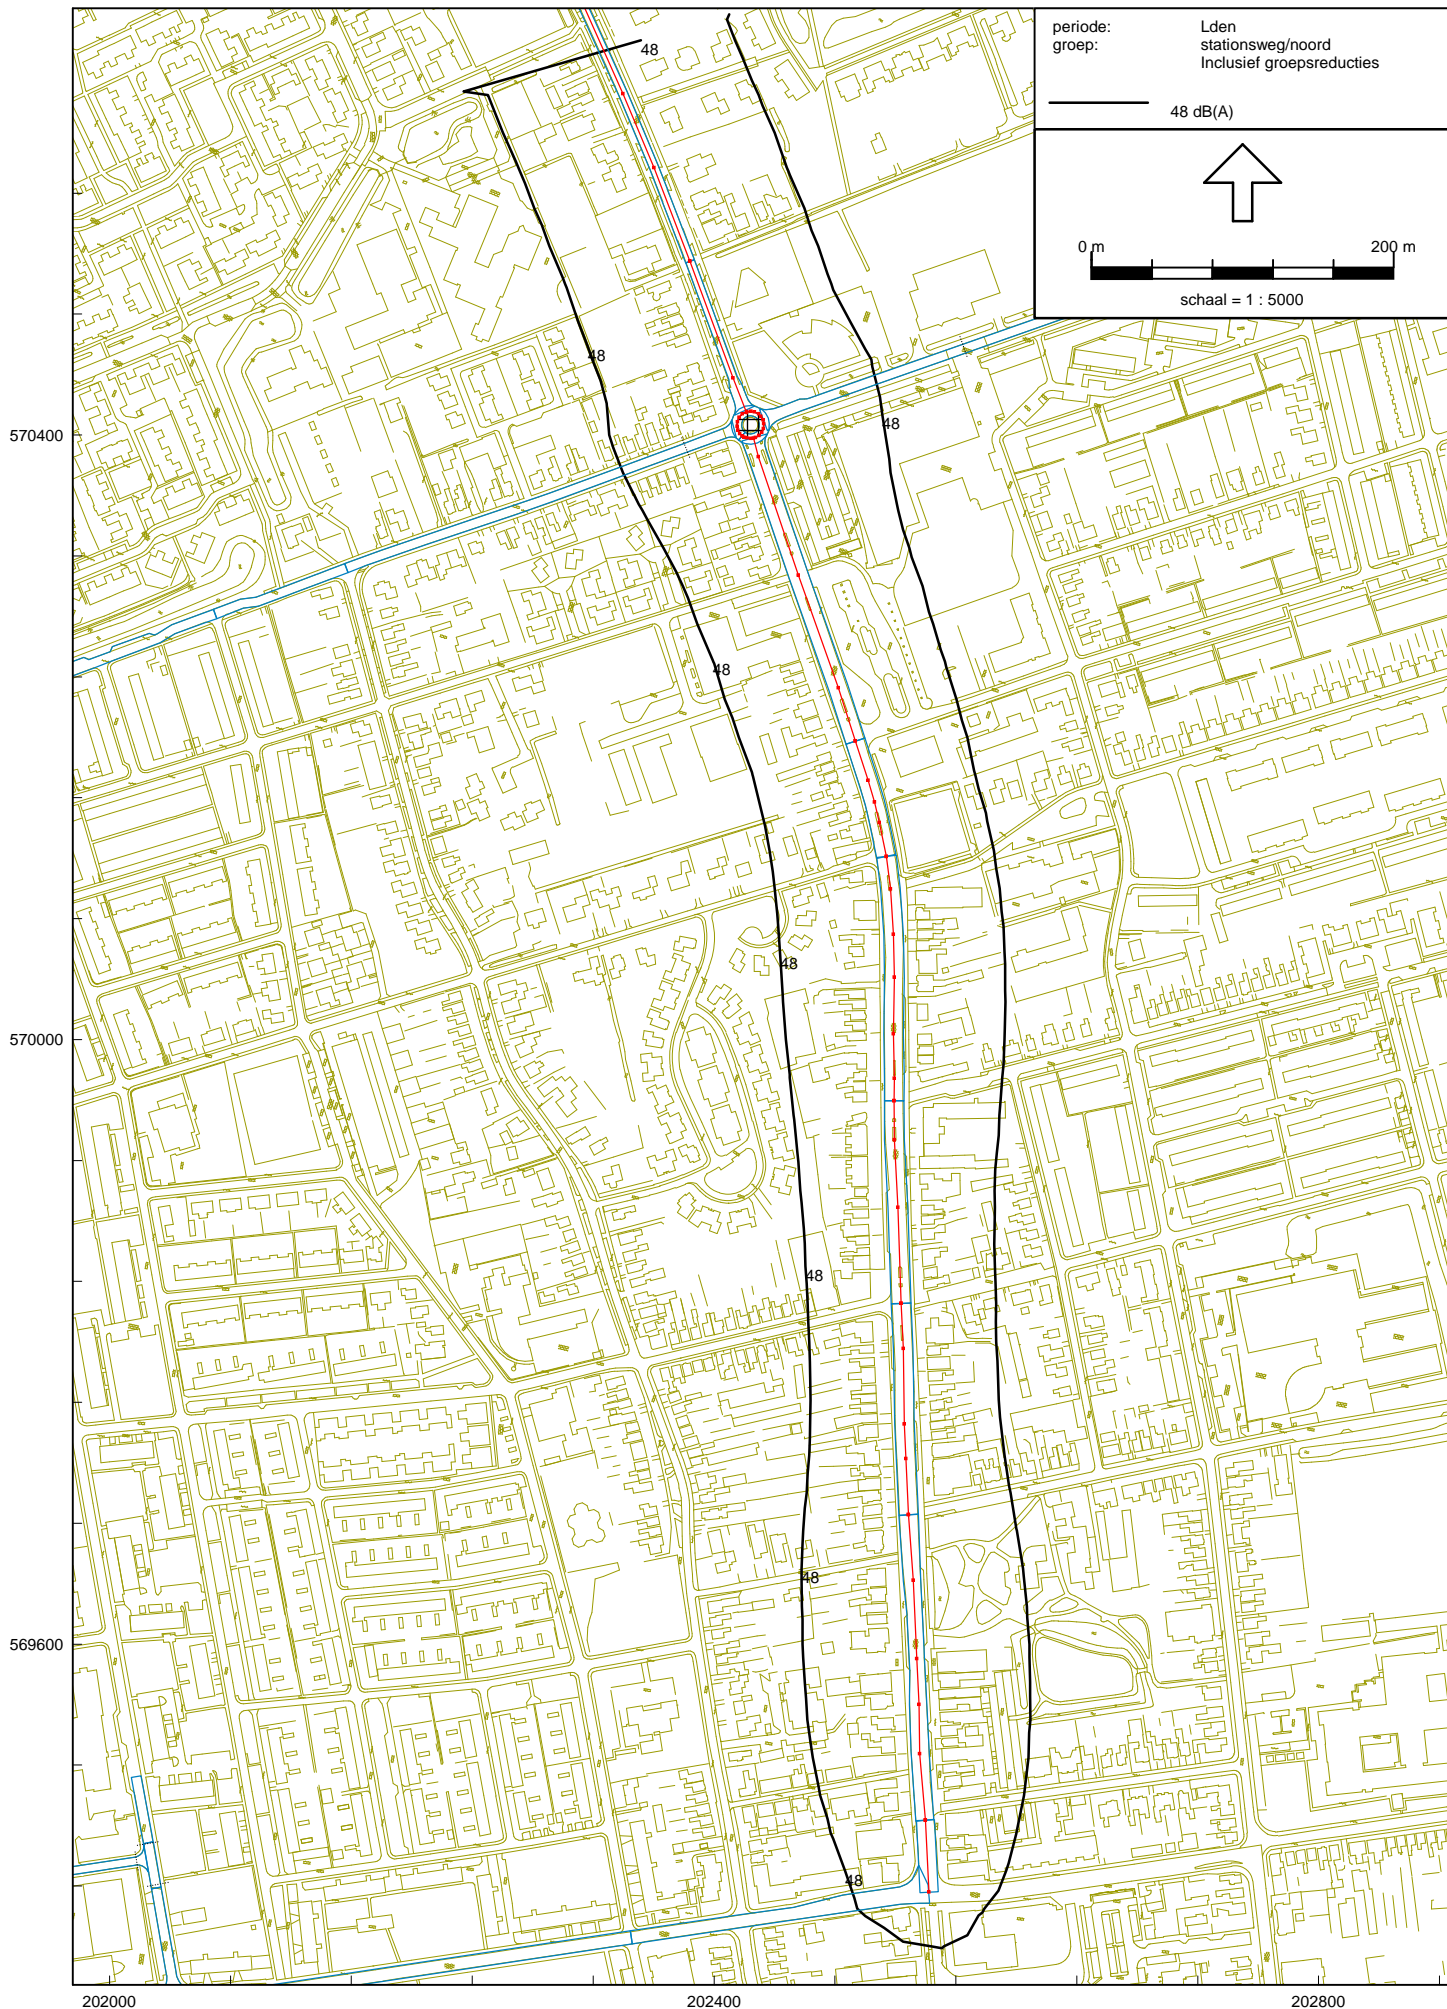 periode: Lden
groep: stationsweg/noord
Inclusief groepsreducties
48 dB(A)
0 m 200 m
schaal = 1 : 5000
48
48
48
570400
48
48
570000
48
48
569600
48
202000 202400 202800